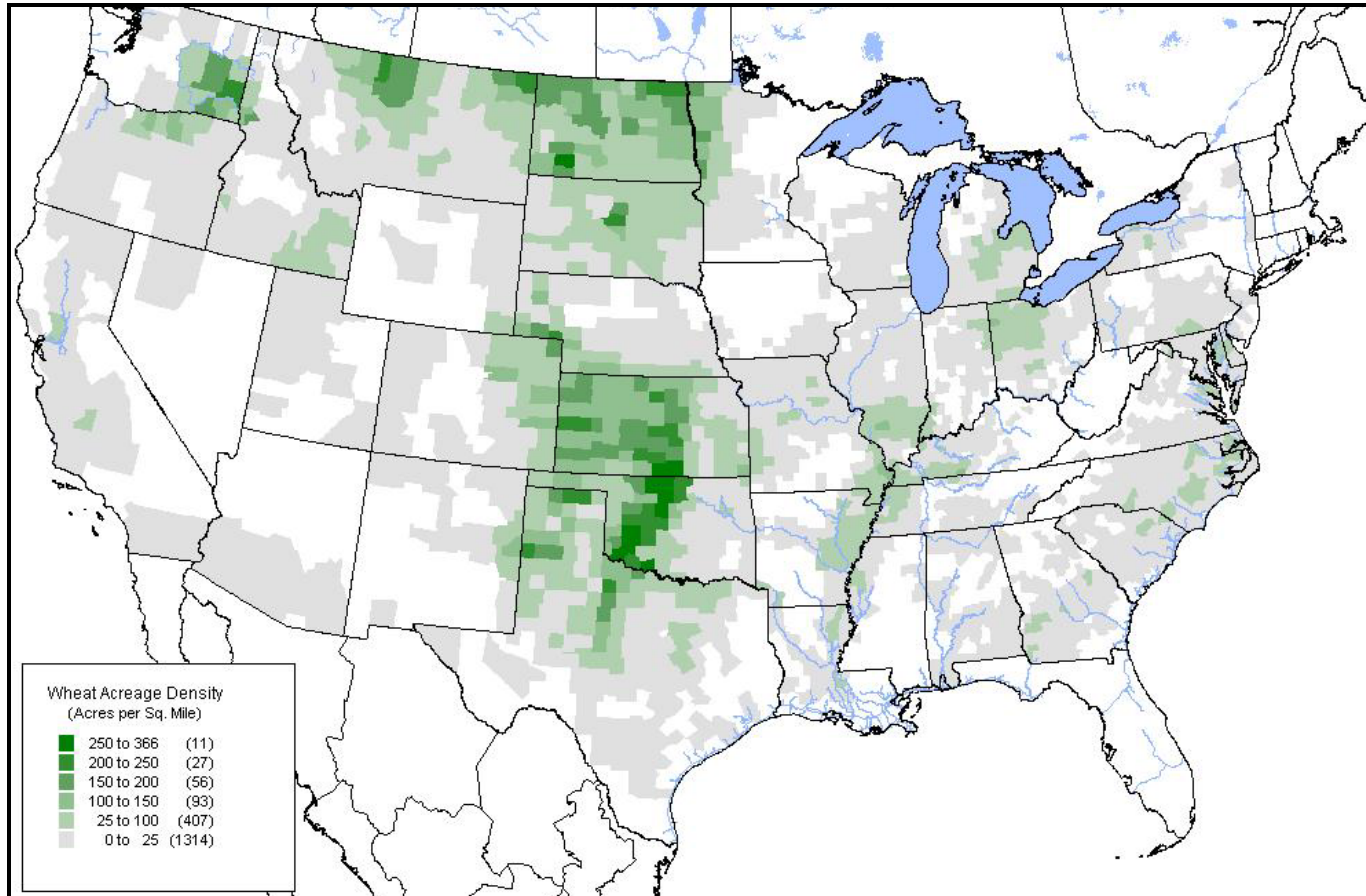 Wheat Acreage Density
(Acres per Sq. Mile)
250 to 366 (11)
200 to 250 (27)
150 to 200 (56)
100 to 150 (93)
25 to 100 (407)
0 to 25 (1314)